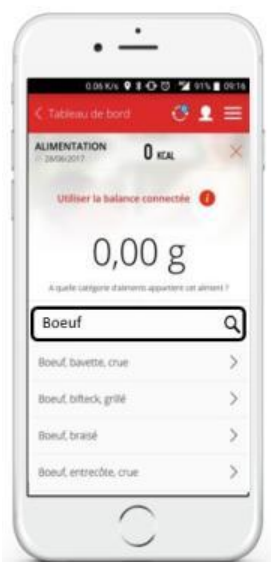 0.06 K/s 91% 09:16
< Tableau de bord
ALIMENTATION
28/06/2017
0 KCAL
Utiliser la balance connectée i
0,00 g
A quelle catégorie d'aliments appartient cet aliment ?
Boeuf
Boeuf, bavette, crue
Boeuf, bifteck, grillé
Boeuf, braisé
Boeuf, entrecôte, crue